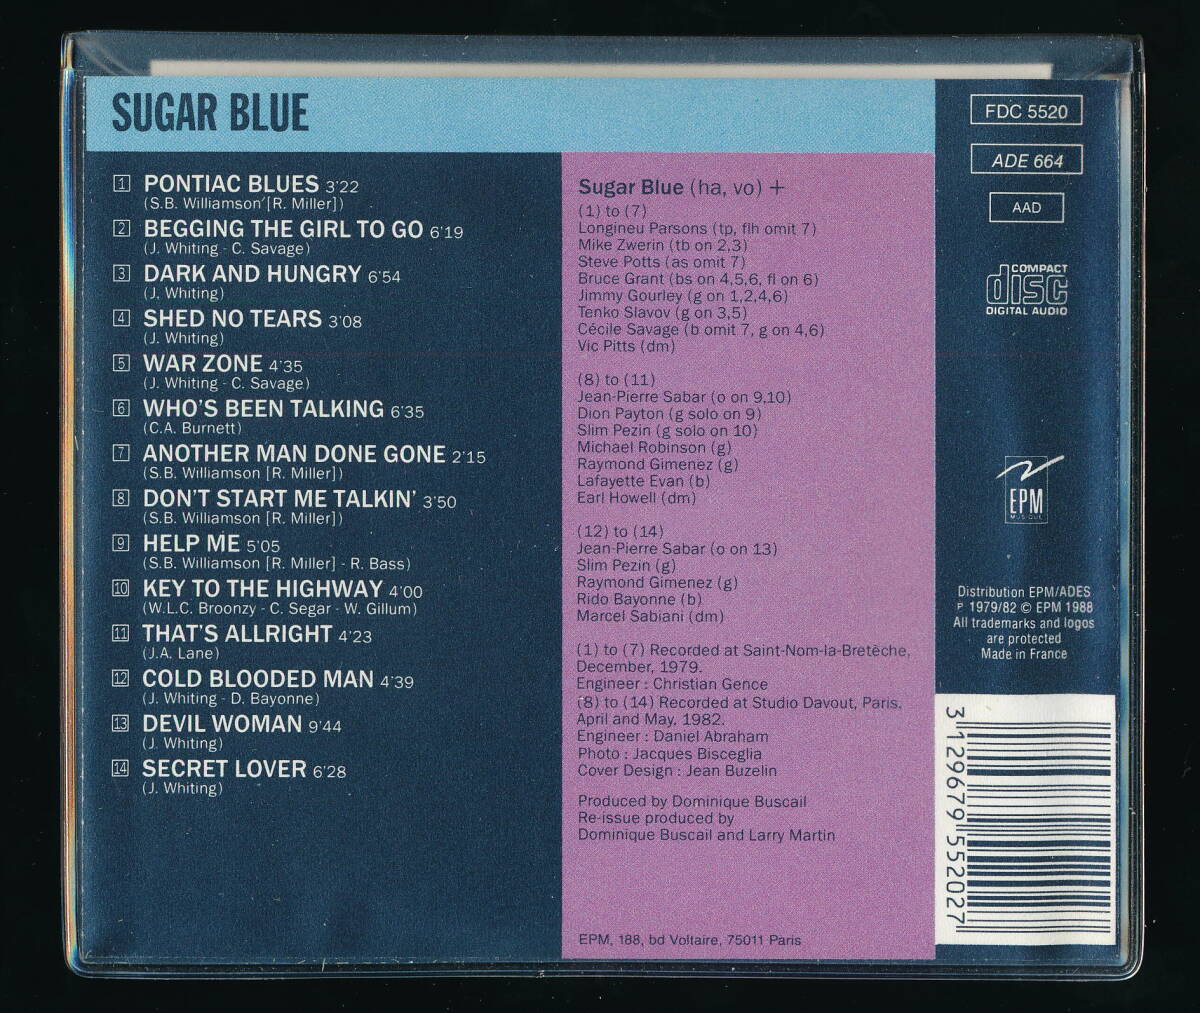 SUGAR BLUE
1 PONTIAC BLUES 3'22
(S.B. Williamson'[R. Miller])
2 BEGGING THE GIRL TO GO 6'19
(J. Whiting - C. Savage)
3 DARK AND HUNGRY 6'54
(J. Whiting)
4 SHED NO TEARS 3'08
(J. Whiting)
5 WAR ZONE 4'35
(J. Whiting - C. Savage)
6 WHO'S BEEN TALKING 6'35
(C.A. Burnett)
7 ANOTHER MAN DONE GONE 2'15
(S.B. Williamson [R. Miller])
8 DON'T START ME TALKIN' 3'50
(S.B. Williamson [R. Miller])
9 HELP ME 5'05
(S.B. Williamson [R. Miller] - R. Bass)
10 KEY TO THE HIGHWAY 4'00
(W.L.C. Broonzy - C. Segar - W. Gillum)
11 THAT'S ALLRIGHT 4'23
(J.A. Lane)
12 COLD BLOODED MAN 4'39
(J. Whiting - D. Bayonne)
13 DEVIL WOMAN 9'44
(J. Whiting)
14 SECRET LOVER 6'28
(J. Whiting)
Sugar Blue (ha, vo) +
(1) to (7)
Longineu Parsons (tp, flh omit 7)
Mike Zwerin (tb on 2,3)
Steve Potts (as omit 7)
Bruce Grant (bs on 4,5,6, fl on 6)
Jimmy Gourley (g on 1,2,4,6)
Tenko Slavov (g on 3,5)
Cécile Savage (b omit 7, g on 4,6)
Vic Pitts (dm)
(8) to (11)
Jean-Pierre Sabar (o on 9,10)
Dion Payton (g solo on 9)
Slim Pezin (g solo on 10)
Michael Robinson (g)
Raymond Gimenez (g)
Lafayette Evan (b)
Earl Howell (dm)
(12) to (14)
Jean-Pierre Sabar (o on 13)
Slim Pezin (g)
Raymond Gimenez (g)
Rido Bayonne (b)
Marcel Sabiani (dm)
(1) to (7) Recorded at Saint-Nom-la-Bretèche,
December, 1979.
Engineer : Christian Gence
(8) to (14) Recorded at Studio Davout, Paris,
April and May, 1982.
Engineer : Daniel Abraham
Photo : Jacques Bisceglia
Cover Design : Jean Buzelin
Produced by Dominique Buscail
Re-issue produced by
Dominique Buscail and Larry Martin
EPM, 188, bd Voltaire, 75011 Paris
FDC 5520
ADE 664
AAD
COMPACT
disc
DIGITAL AUDIO
EPM
MUSIQUE
Distribution EPM/ADES
℗ 1979/82 © EPM 1988
All trademarks and logos
are protected
Made in France
3 129679 552027